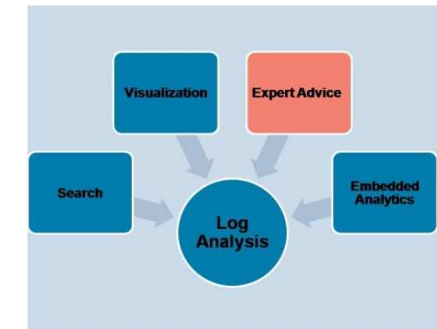 Visualization
Expert Advice
Search
Embedded
Analytics
Log
Analysis